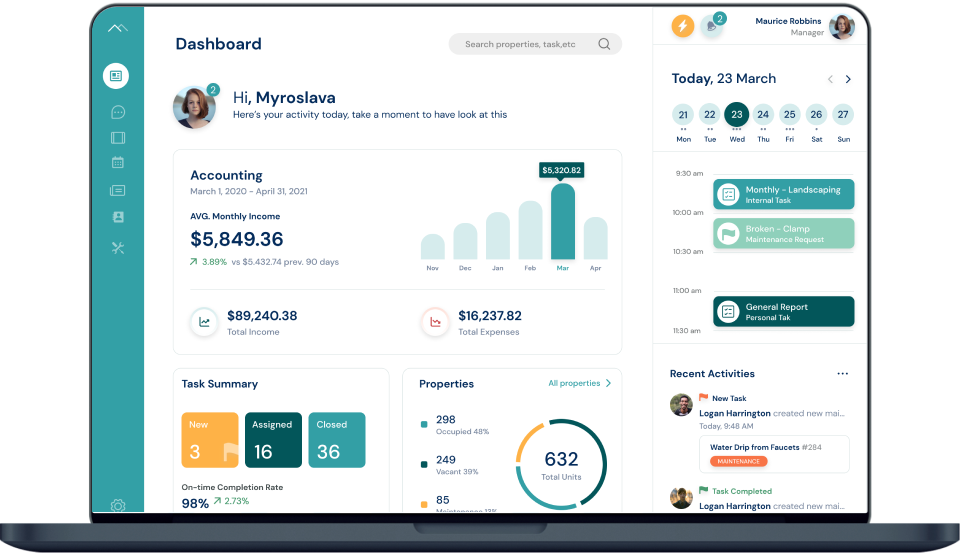 Dashboard
Search properties, task,etc
2
Hi, Myroslava
Here's your activity today, take a moment to have look at this
Accounting
March 1, 2020 - April 31, 2021
AVG. Monthly Income
$5,849.36
3.89% vs $5.432.74 prev. 90 days
$5,320.82
Nov Dec Jan Feb Mar Apr
$89,240.38
Total Income
$16,237.82
Total Expenses
Task Summary
New
3
Assigned
16
Closed
36
On-time Completion Rate
98% 2.73%
Properties
All properties
298
Occupied 48%
249
Vacant 39%
85
Maintenance 13%
632
Total Units
2
Maurice Robbins
Manager
Today, 23 March
21 22 23 24 25 26 27
Mon Tue Wed Thu Fri Sat Sun
9:30 am
Monthly - Landscaping
Internal Task
10:00 am
Broken - Clamp
Maintenance Request
10:30 am
11:00 am
General Report
Personal Tak
11:30 am
Recent Activities
New Task
Logan Harrington created new mai...
Today, 9:48 AM
Water Drip from Faucets #284
MAINTENANCE
Task Completed
Logan Harrington created new mai...